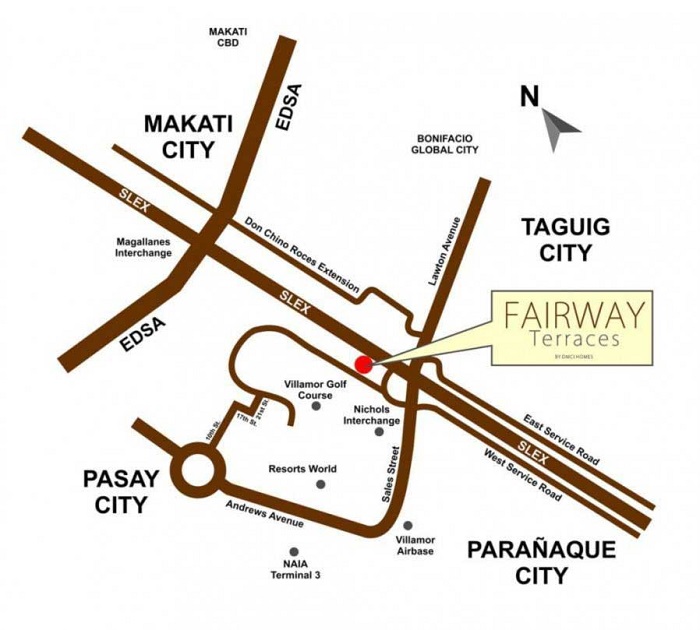 MAKATI
CBD
EDSA
N
MAKATI
CITY
BONIFACIO
GLOBAL CITY
SLEX
TAGUIG
CITY
Don Chino Roces Extension
Lawton Avenue
Magallanes
Interchange
SLEX
FAIRWAY
Terraces
BY DMCI HOMES
EDSA
Villamor Golf
Course
Nichols
Interchange
21st St.
17th St.
10th St.
East Service Road
SLEX
West Service Road
Resorts World
Sales Street
PASAY
CITY
Andrews Avenue
Villamor
Airbase
PARAÑAQUE
CITY
NAIA
Terminal 3